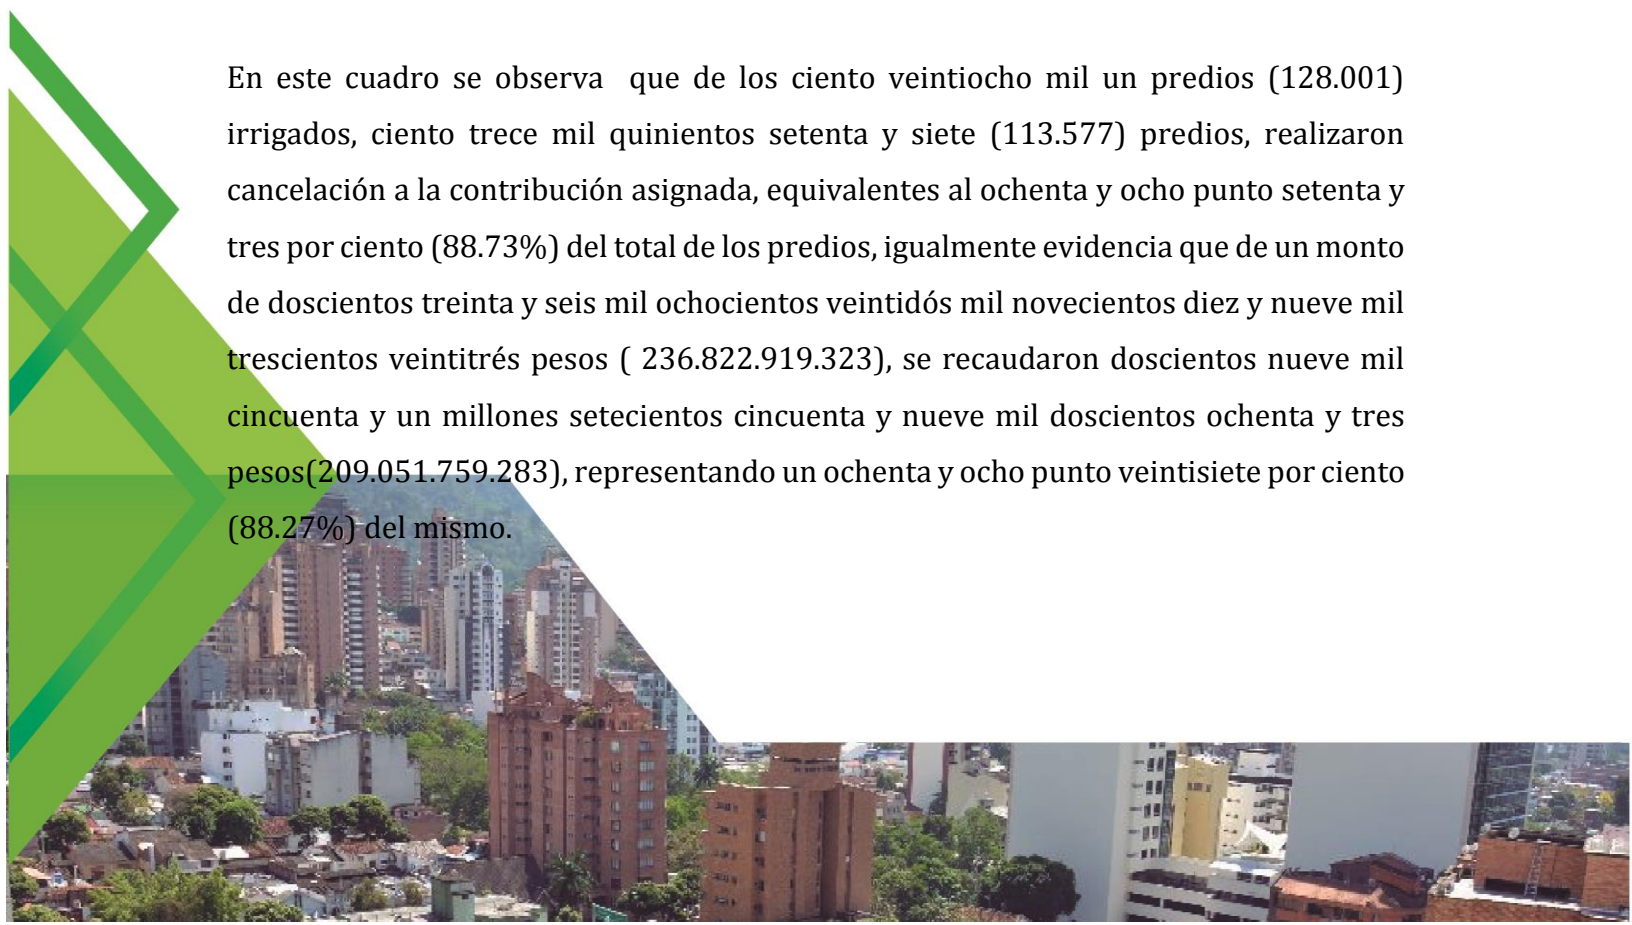 En este cuadro se observa  que de los ciento veintiocho mil un predios (128.001)
irrigados, ciento trece mil quinientos setenta y siete (113.577) predios, realizaron
cancelación a la contribución asignada, equivalentes al ochenta y ocho punto setenta y
tres por ciento (88.73%) del total de los predios, igualmente evidencia que de un monto
de doscientos treinta y seis mil ochocientos veintidós mil novecientos diez y nueve mil
trescientos veintitrés pesos ( 236.822.919.323), se recaudaron doscientos nueve mil
cincuenta y un millones setecientos cincuenta y nueve mil doscientos ochenta y tres
pesos(209.051.759.283), representando un ochenta y ocho punto veintisiete por ciento
(88.27%) del mismo.